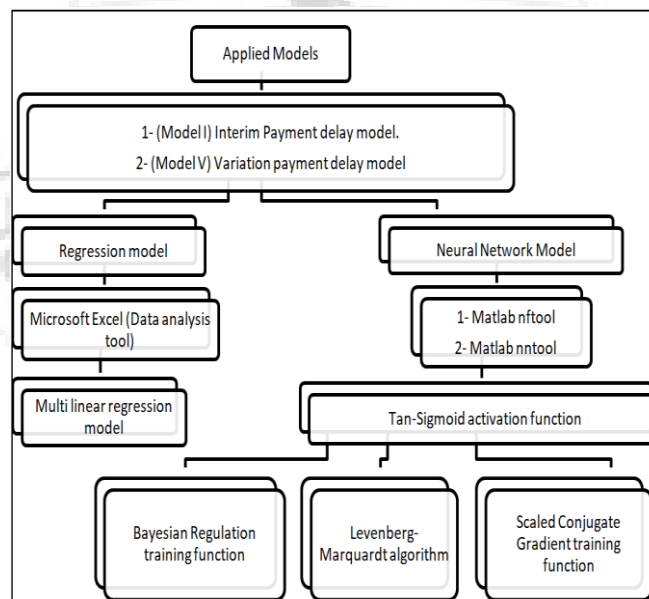 Applied Models
1- (Model I) Interim Payment delay model.
2- (Model V) Variation payment delay model
Regression model
Neural Network Model
Microsoft Excel (Data analysis
tool)
1- Matlab nftool
2- Matlab nntool
Multi linear regression
model
Tan-Sigmoid activation function
Bayesian Regulation
training function
Levenberg-
Marquardt algorithm
Scaled Conjugate
Gradient training
function